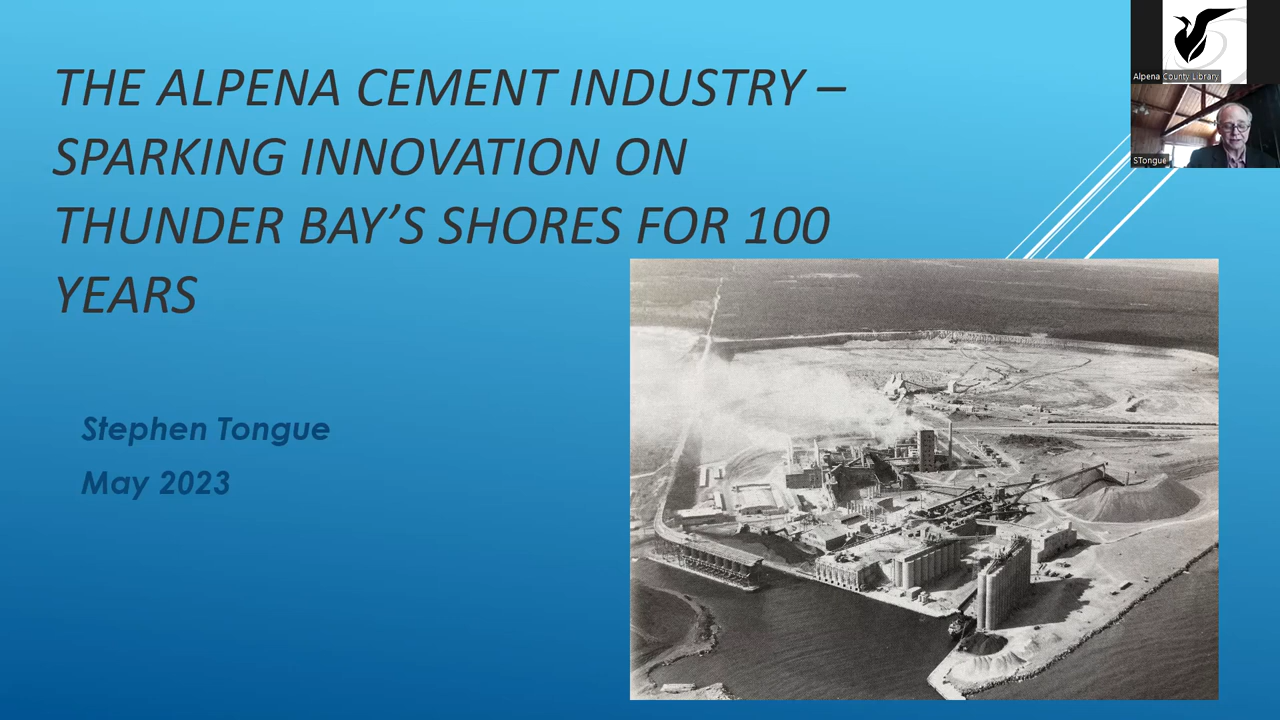 THE ALPENA CEMENT INDUSTRY –
SPARKING INNOVATION ON
THUNDER BAY’S SHORES FOR 100
YEARS
Stephen Tongue
May 2023
Alpena County Library
STongue